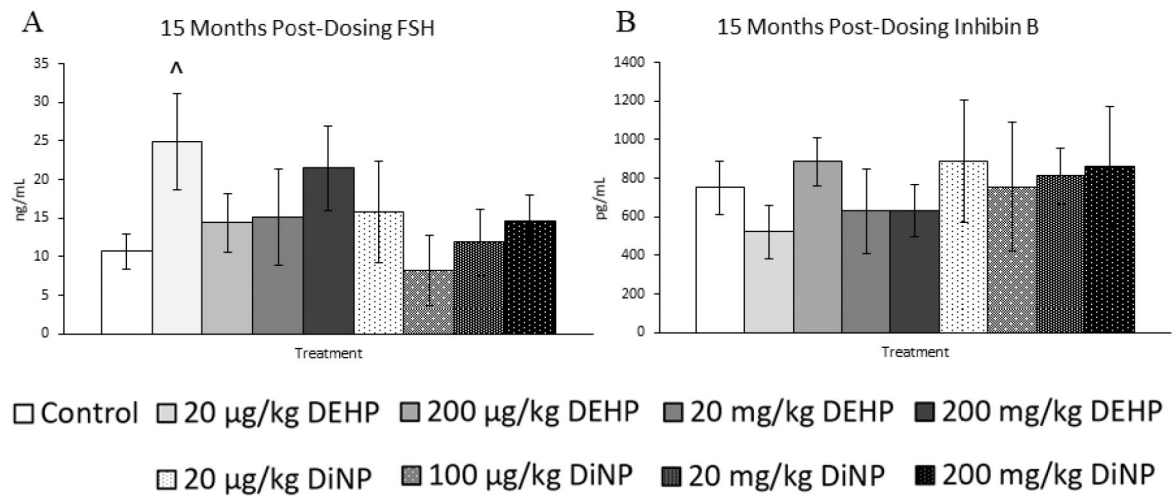 A
15 Months Post-Dosing FSH
35
30
25
20
15
10
5
0
ng/mL
^
Treatment
B
15 Months Post-Dosing Inhibin B
1400
1200
1000
800
600
400
200
0
pg/mL
Treatment
Control 20 µg/kg DEHP 200 µg/kg DEHP 20 mg/kg DEHP 200 mg/kg DEHP
20 µg/kg DiNP 100 µg/kg DiNP 20 mg/kg DiNP 200 mg/kg DiNP